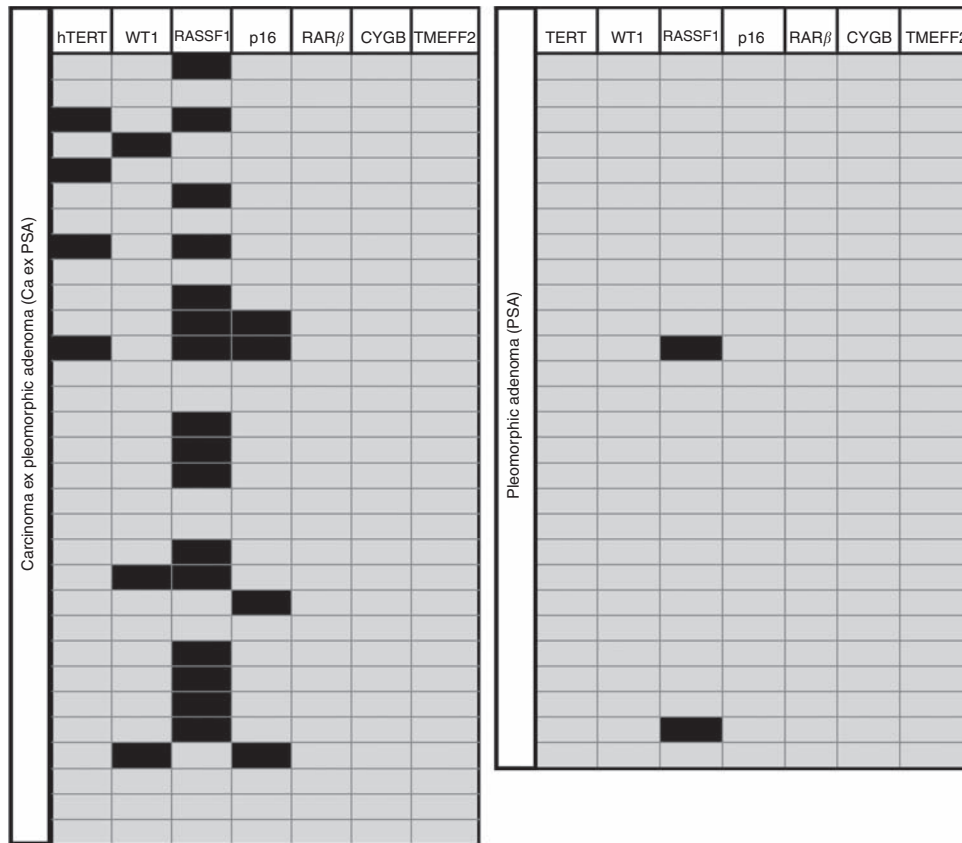 hTERT WT1 RASSF1 p16 RARβ CYGB TMEFF2
Carcinoma ex pleomorphic adenoma (Ca ex PSA)
TERT WT1 RASSF1 p16 RARβ CYGB TMEFF2
Pleomorphic adenoma (PSA)